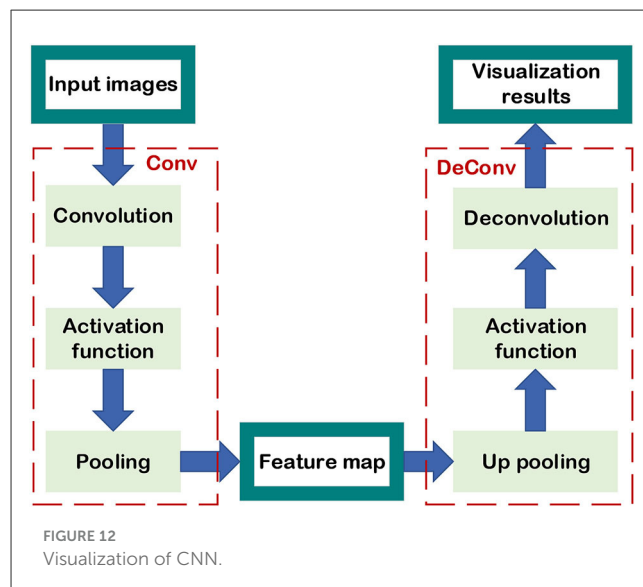 Input images
Conv
Convolution
Activation
function
Pooling
Feature map
Visualization
results
DeConv
Deconvolution
Activation
function
Up pooling
FIGURE 12
Visualization of CNN.